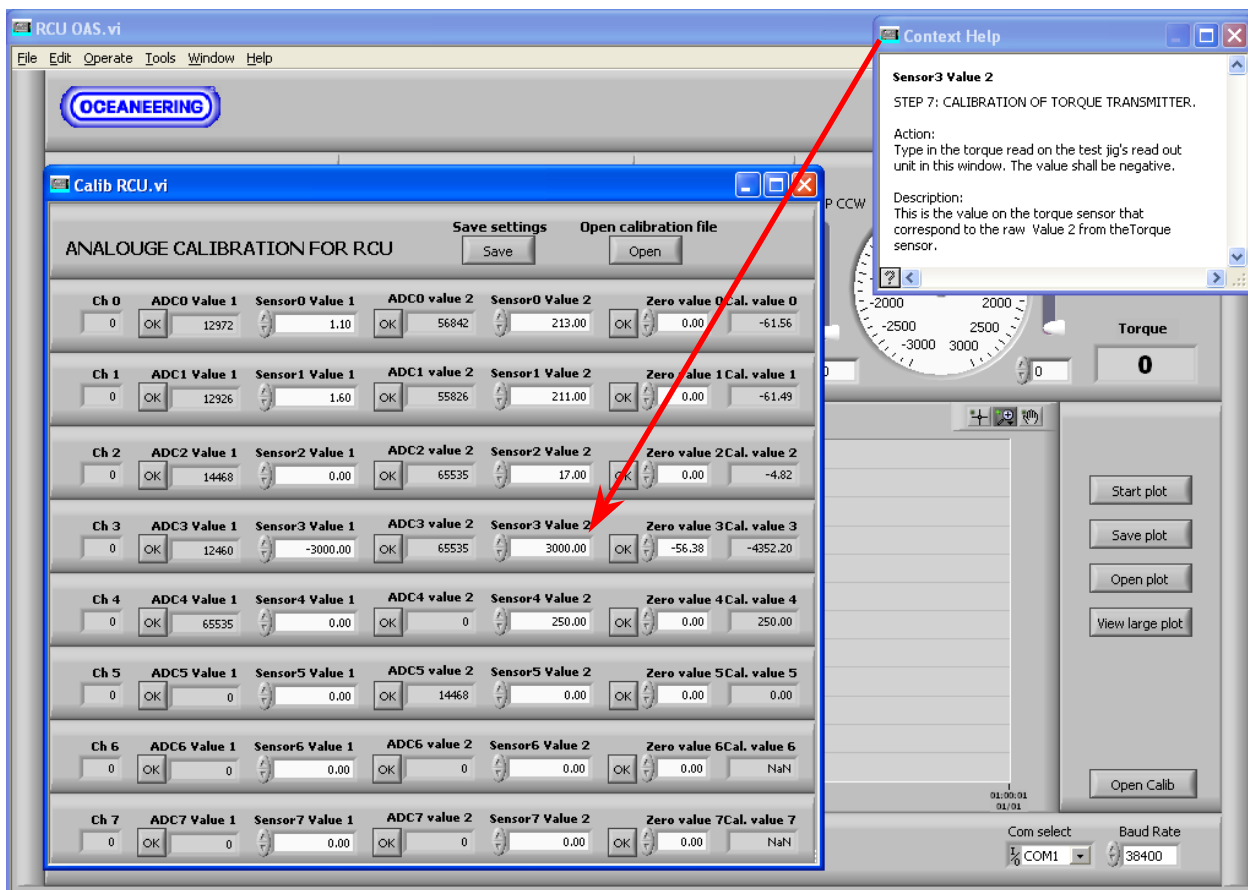 RCU OAS.vi
File Edit Operate Tools Window Help
OCEANEERING
Context Help
Sensor3 Value 2
STEP 7: CALIBRATION OF TORQUE TRANSMITTER.
Action:
Type in the torque read on the test jig's read out
unit in this window. The value shall be negative.
Description:
This is the value on the torque sensor that
correspond to the raw Value 2 from theTorque
sensor.
?
Calib RCU.vi
Save settings Open calibration file
ANALOUGE CALIBRATION FOR RCU Save Open
Ch 0 ADC0 Value 1 Sensor0 Value 1 ADC0 value 2 Sensor0 Value 2 Zero value 0 Cal. value 0
0 OK 12972 1.10 OK 56842 213.00 OK 0.00 -61.56
Ch 1 ADC1 Value 1 Sensor1 Value 1 ADC1 value 2 Sensor1 Value 2 Zero value 1 Cal. value 1
0 OK 12926 1.60 OK 55826 211.00 OK 0.00 -61.49
Ch 2 ADC2 Value 1 Sensor2 Value 1 ADC2 value 2 Sensor2 Value 2 Zero value 2 Cal. value 2
0 OK 14468 0.00 OK 65535 17.00 OK 0.00 -4.82
Ch 3 ADC3 Value 1 Sensor3 Value 1 ADC3 value 2 Sensor3 Value 2 Zero value 3 Cal. value 3
0 OK 12460 -3000.00 OK 65535 3000.00 OK -56.38 -4352.20
Ch 4 ADC4 Value 1 Sensor4 Value 1 ADC4 value 2 Sensor4 Value 2 Zero value 4 Cal. value 4
0 OK 65535 0.00 OK 0 250.00 OK 0.00 250.00
Ch 5 ADC5 Value 1 Sensor5 Value 1 ADC5 value 2 Sensor5 Value 2 Zero value 5 Cal. value 5
0 OK 0 0.00 OK 14468 0.00 OK 0.00 0.00
Ch 6 ADC6 Value 1 Sensor6 Value 1 ADC6 value 2 Sensor6 Value 2 Zero value 6 Cal. value 6
0 OK 0 0.00 OK 0 0.00 OK 0.00 NaN
Ch 7 ADC7 Value 1 Sensor7 Value 1 ADC7 value 2 Sensor7 Value 2 Zero value 7 Cal. value 7
0 OK 0 0.00 OK 0 0.00 OK 0.00 NaN
P CCW
-2000 2000
-2500 2500
-3000 3000
0
Torque
0
Start plot
Save plot
Open plot
View large plot
01:00:01
01/01
Open Calib
Com select Baud Rate
COM1 38400